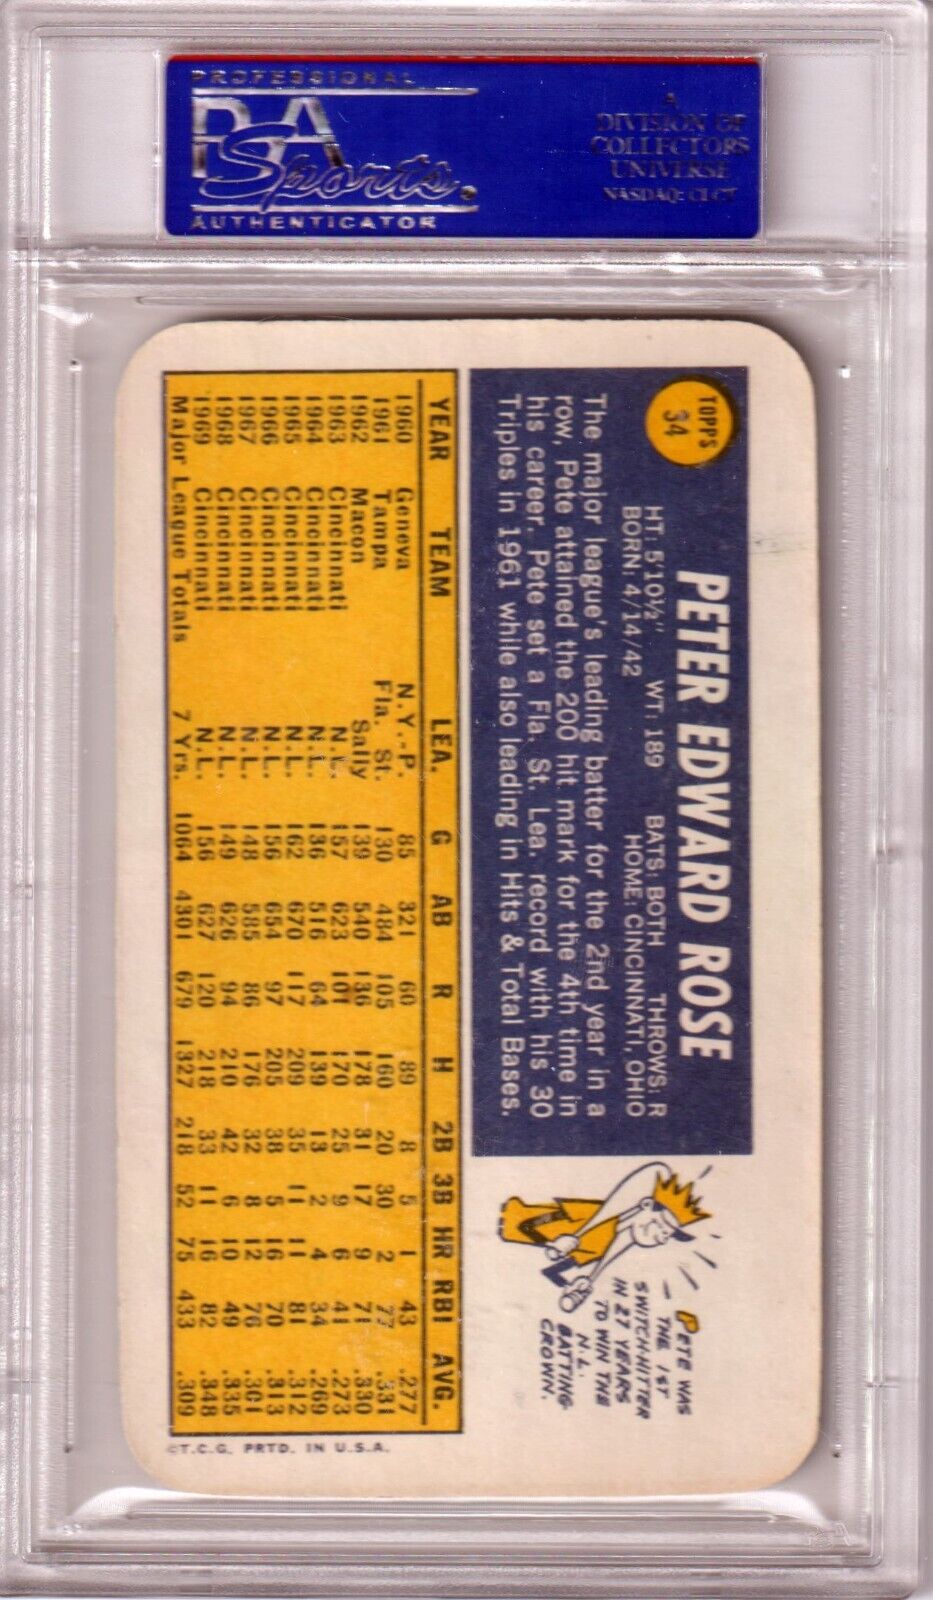 PROFESSIONAL
PSA
Sports.
AUTHENTICATOR
A
DIVISION OF
COLLECTORS
UNIVERSE
NASDAQ: CLCT
TOPPS
34
PETER EDWARD ROSE
HT: 5'10½" WT: 189 BATS: BOTH THROWS: R
BORN: 4/14/42 HOME: CINCINNATI, OHIO
The major league's leading batter for the 2nd year in a
row, Pete attained the 200 hit mark for the 4th time in
his career. Pete set a Fla. St. Lea. record with his 30
Triples in 1961 while also leading in Hits & Total Bases.
PETE WAS
THE 1ST
SWITCH-HITTER
IN 27 YEARS
TO WIN THE
N.L.
BATTING
CROWN.
YEAR TEAM LEA. G AB R H 2B 3B HR RBI AVG.
1960 Geneva N.Y.-P. 85 321 60 89 8 5 1 43 .277
1961 Tampa Fla. St. 130 484 105 160 20 30 2 77 .331
1962 Macon Sally 139 540 136 178 31 17 9 71 .330
1963 Cincinnati N.L. 157 623 101 170 25 9 6 41 .273
1964 Cincinnati N.L. 136 516 64 139 13 2 4 34 .269
1965 Cincinnati N.L. 162 670 117 209 35 11 11 81 .312
1966 Cincinnati N.L. 156 654 97 205 38 5 16 70 .313
1967 Cincinnati N.L. 148 585 86 176 32 8 12 76 .301
1968 Cincinnati N.L. 149 626 94 210 42 6 10 49 .335
1969 Cincinnati N.L. 156 627 120 218 33 11 16 82 .348
Major League Totals 7 Yrs. 1064 4301 679 1327 218 52 75 433 .309
©T.C.G. PRTD. IN U.S.A.